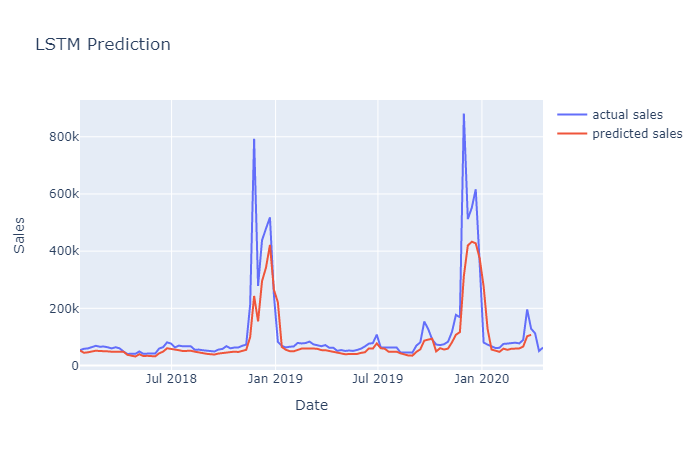 LSTM Prediction
actual sales
predicted sales
800k
600k
400k
200k
0
Sales
Jul 2018
Jan 2019
Jul 2019
Jan 2020
Date